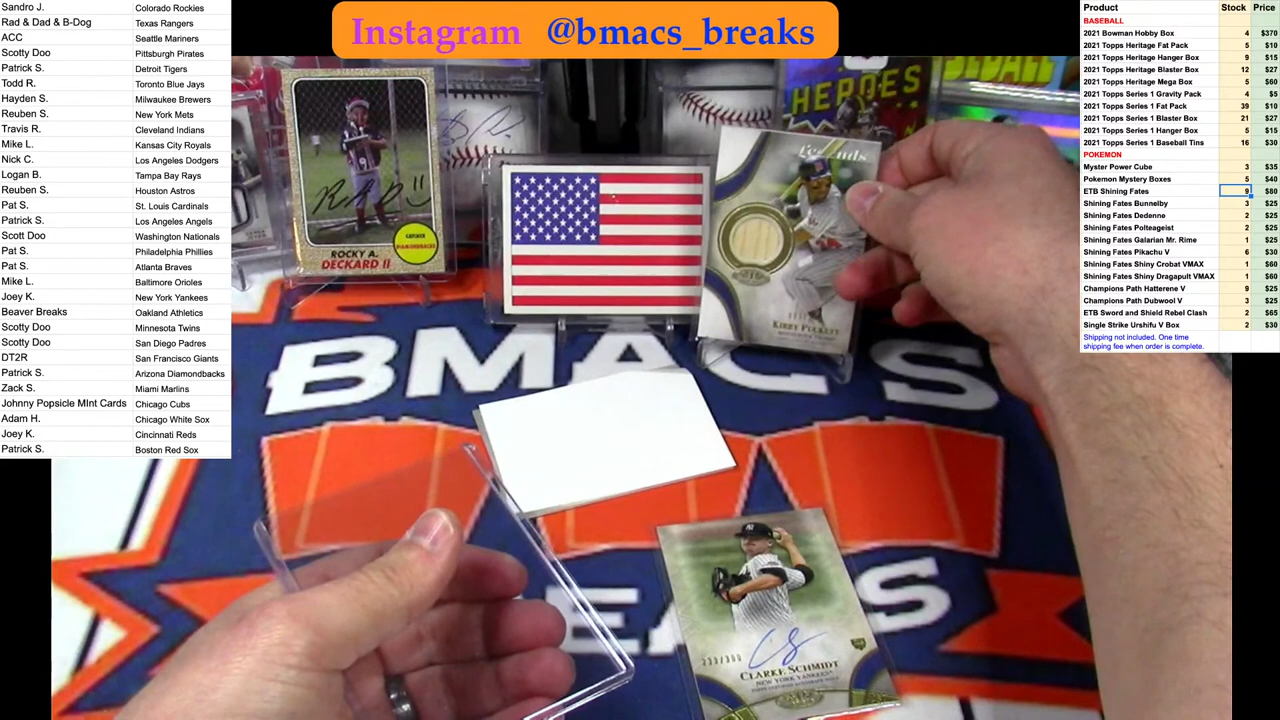 Instagram @bmacs_breaks
Sandro J. Colorado Rockies
Rad & Dad & B-Dog Texas Rangers
ACC Seattle Mariners
Scotty Doo Pittsburgh Pirates
Patrick S. Detroit Tigers
Todd R. Toronto Blue Jays
Hayden S. Milwaukee Brewers
Reuben S. New York Mets
Travis R. Cleveland Indians
Mike L. Kansas City Royals
Nick C. Los Angeles Dodgers
Logan B. Tampa Bay Rays
Reuben S. Houston Astros
Pat S. St. Louis Cardinals
Patrick S. Los Angeles Angels
Scott Doo Washington Nationals
Pat S. Philadelphia Phillies
Pat S. Atlanta Braves
Mike L. Baltimore Orioles
Joey K. New York Yankees
Beaver Breaks Oakland Athletics
Scotty Doo Minnesota Twins
Scotty Doo San Diego Padres
DT2R San Francisco Giants
Patrick S. Arizona Diamondbacks
Zack S. Miami Marlins
Johnny Popsicle MInt Cards Chicago Cubs
Adam H. Chicago White Sox
Joey K. Cincinnati Reds
Patrick S. Boston Red Sox
Product Stock Price
BASEBALL
2021 Bowman Hobby Box 4 $370
2021 Topps Heritage Fat Pack 5 $10
2021 Topps Heritage Hanger Box 9 $15
2021 Topps Heritage Blaster Box 12 $27
2021 Topps Heritage Mega Box 5 $60
2021 Topps Series 1 Gravity Pack 4 $5
2021 Topps Series 1 Fat Pack 39 $10
2021 Topps Series 1 Blaster Box 21 $27
2021 Topps Series 1 Hanger Box 5 $15
2021 Topps Series 1 Baseball Tins 16 $30
POKEMON
Myster Power Cube 3 $35
Pokemon Mystery Boxes 5 $40
ETB Shining Fates 9 $80
Shining Fates Bunnelby 3 $25
Shining Fates Dedenne 2 $25
Shining Fates Polteageist 2 $25
Shining Fates Galarian Mr. Rime 1 $25
Shining Fates Pikachu V 6 $30
Shining Fates Shiny Crobat VMAX 1 $60
Shining Fates Shiny Dragapult VMAX 1 $60
Champions Path Hatterene V 9 $25
Champions Path Dubwool V 3 $25
ETB Sword and Shield Rebel Clash 2 $65
Single Strike Urshifu V Box 2 $30
Shipping not included. One time
shipping fee when order is complete.
HEROES
BASEBALL
Legends
KIRBY PUCKETT
ROCKY A.
DECKARD II
CATCHER
DIAMONDBACKS
BMAC'S
BREAKS
CLARKE SCHMIDT
NEW YORK YANKEES